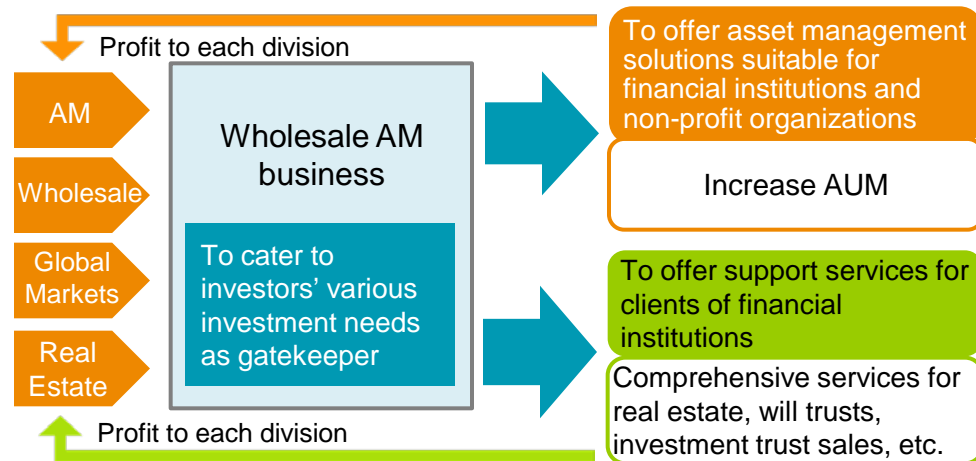 Profit to each division
AM
Wholesale
Global
Markets
Real
Estate
Wholesale AM
business
To cater to
investors’ various
investment needs
as gatekeeper
To offer asset management
solutions suitable for
financial institutions and
non-profit organizations
Increase AUM
To offer support services for
clients of financial
institutions
Comprehensive services for
real estate, will trusts,
investment trust sales, etc.
Profit to each division